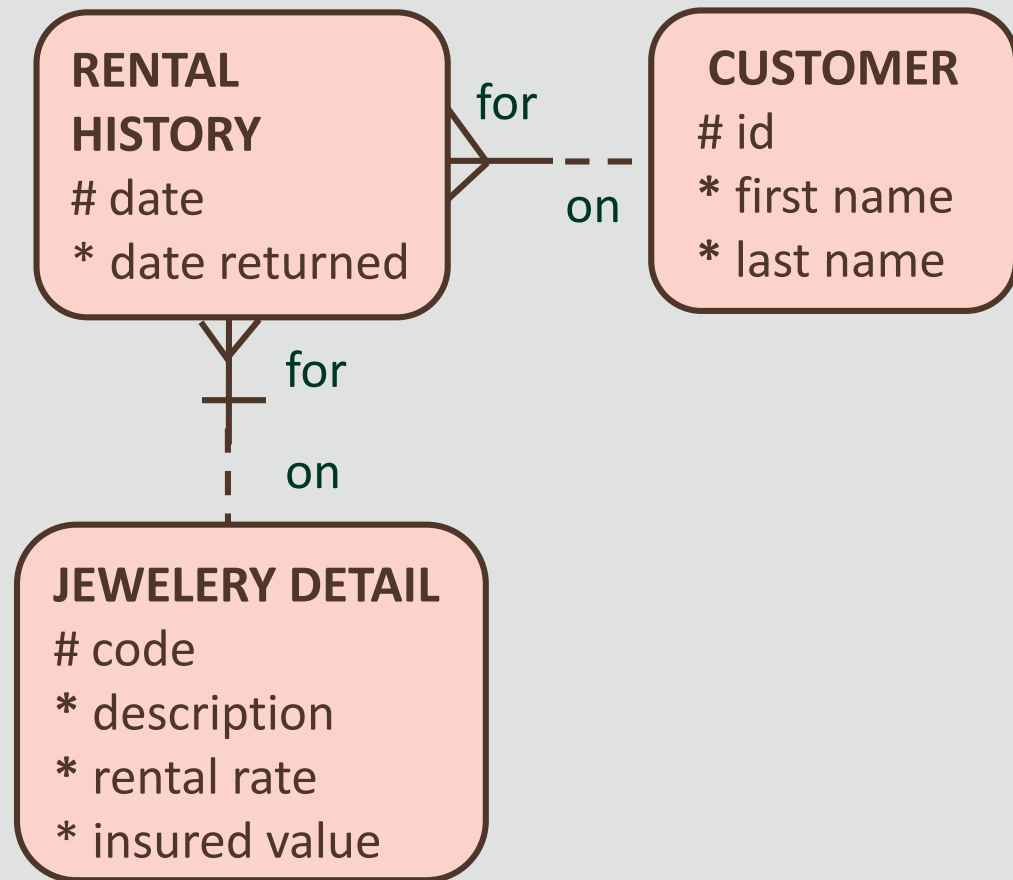 RENTAL
HISTORY
# date
* date returned
for
on
CUSTOMER
# id
* first name
* last name
for
on
JEWELERY DETAIL
# code
* description
* rental rate
* insured value